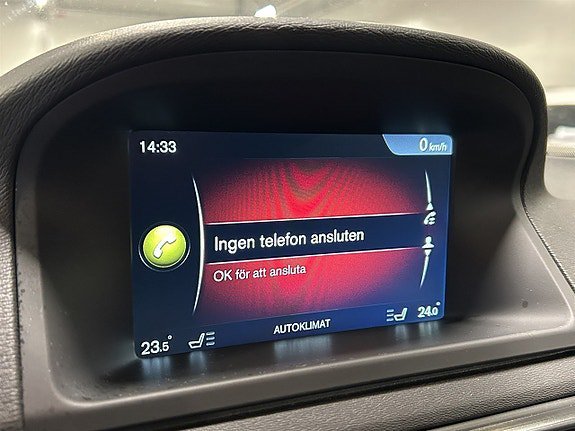 14:33
0 km/h
Ingen telefon ansluten
OK för att ansluta
AUTOKLIMAT
23.5°
24.0°